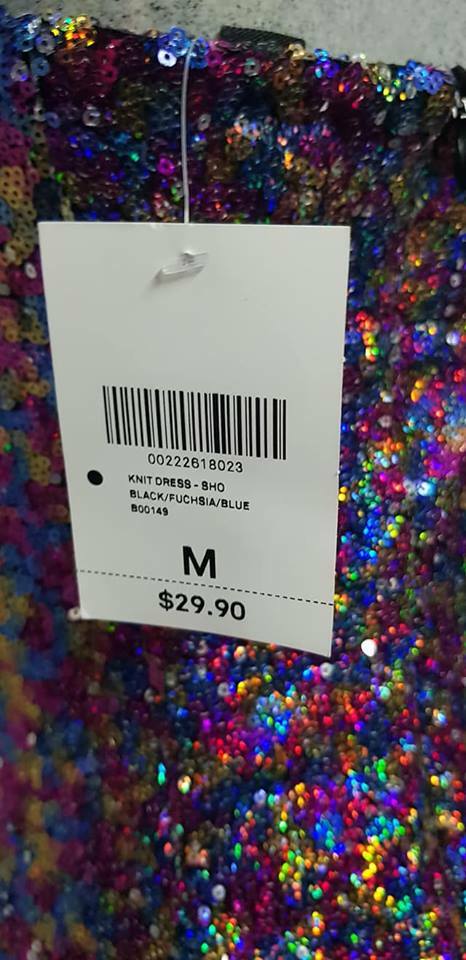 00222618023
KNIT DRESS - SHO
BLACK/FUCHSIA/BLUE
B00149
M
$29.90